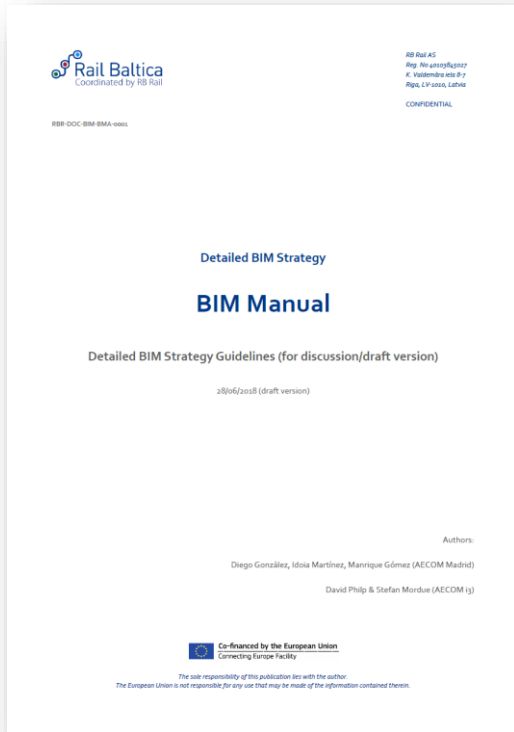 Rail Baltica
Coordinated by RB Rail
RB Rail AS
Reg. No 40103845027
K. Valdemāra iela 8-7
Riga, LV-1010, Latvia
CONFIDENTIAL
RBR-DOC-BIM-BMA-0001
Detailed BIM Strategy
BIM Manual
Detailed BIM Strategy Guidelines (for discussion/draft version)
28/06/2018 (draft version)
Authors:
Diego González, Idoia Martínez, Manrique Gómez (AECOM Madrid)
David Philp & Stefan Mordue (AECOM i3)
Co-financed by the European Union
Connecting Europe Facility
The sole responsibility of this publication lies with the author.
The European Union is not responsible for any use that may be made of the information contained therein.